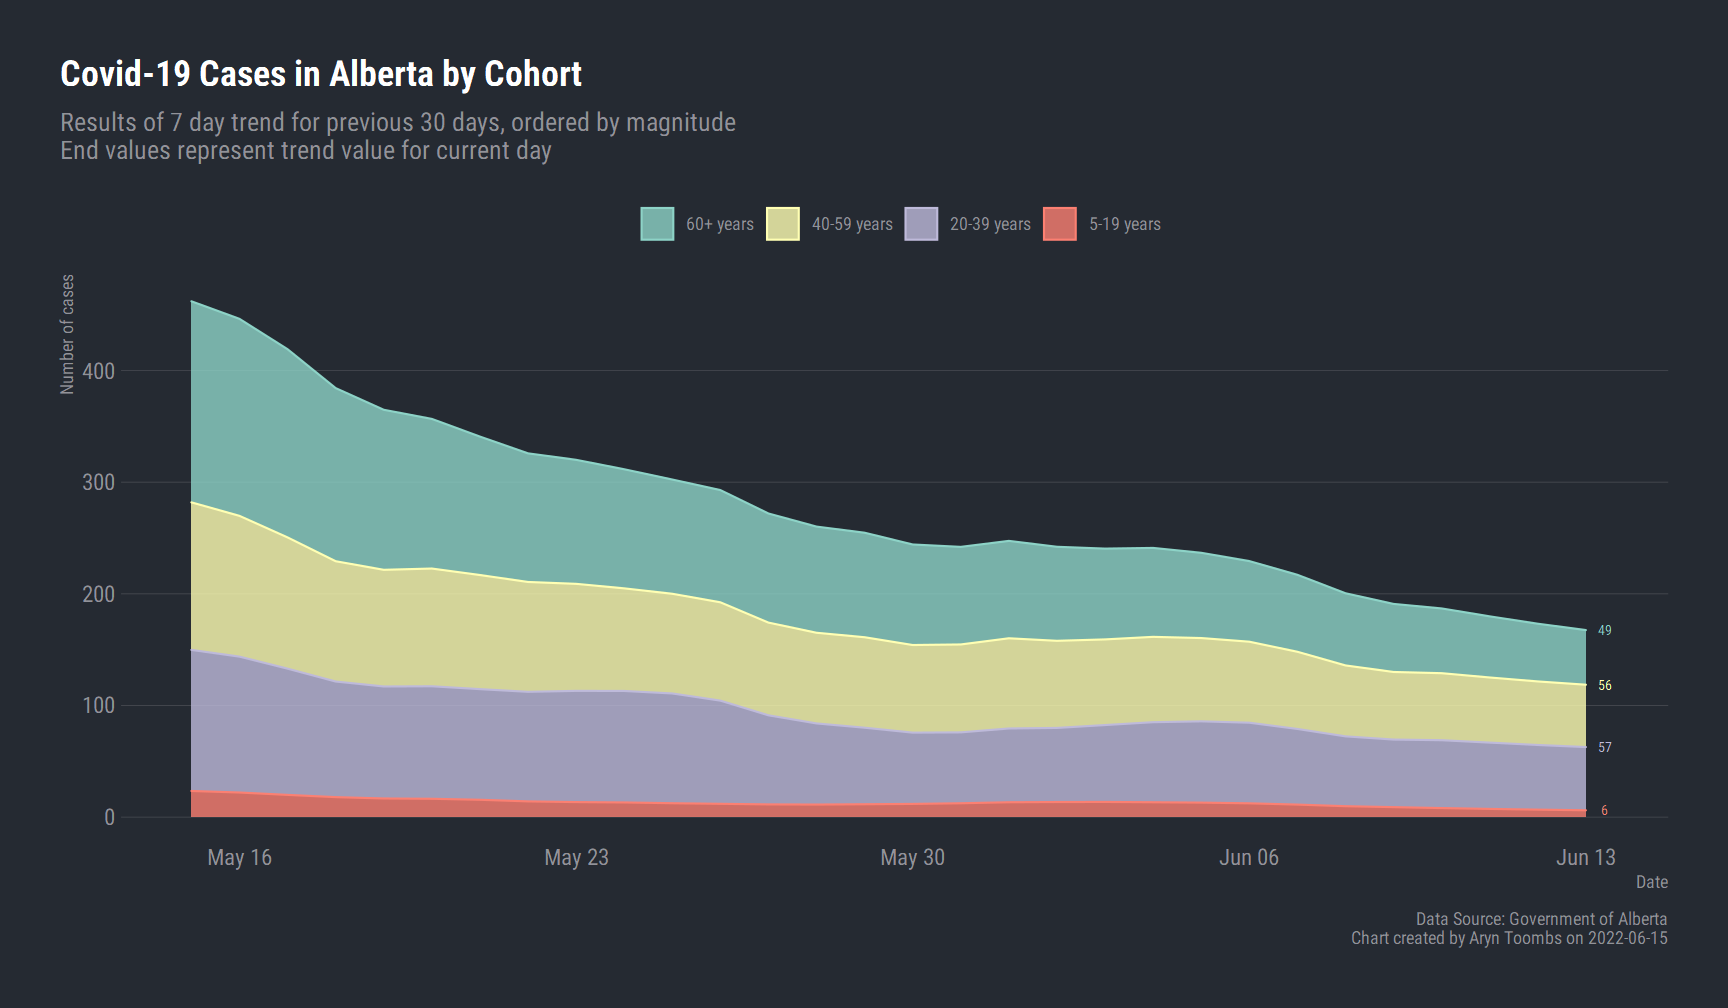 Covid-19 Cases in Alberta by Cohort
Results of 7 day trend for previous 30 days, ordered by magnitude
End values represent trend value for current day
60+ years
40-59 years
20-39 years
5-19 years
Number of cases
400
300
200
100
0
49
56
57
6
May 16
May 23
May 30
Jun 06
Jun 13
Date
Data Source: Government of Alberta
Chart created by Aryn Toombs on 2022-06-15